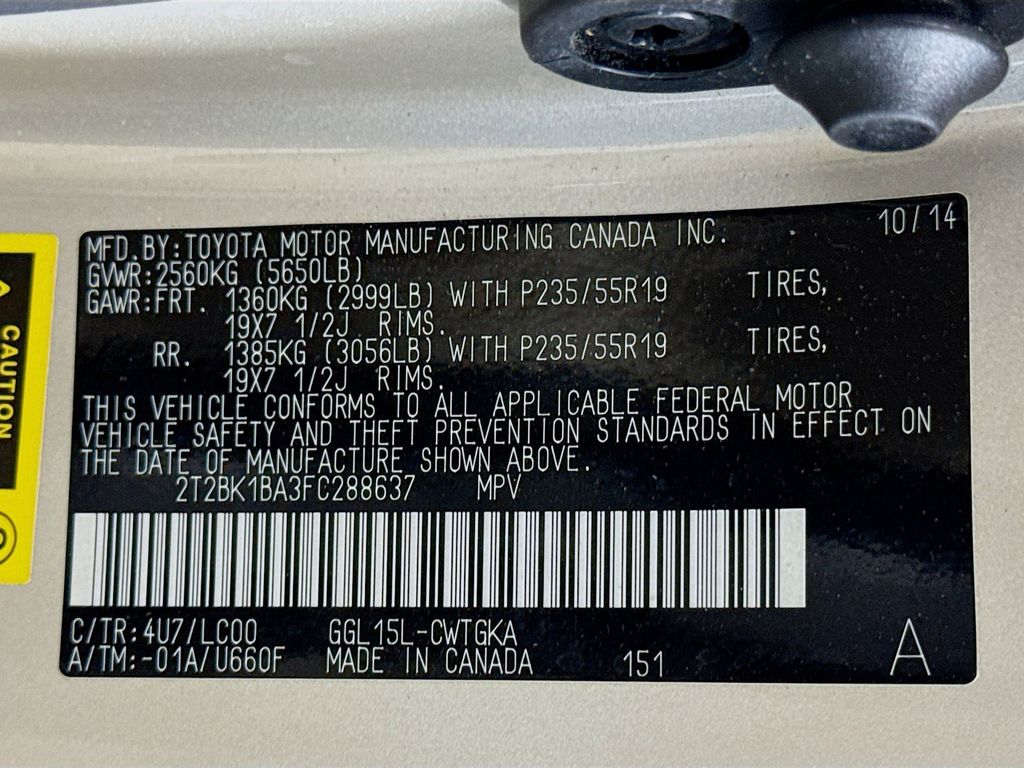 10/14
MFD.BY:TOYOTA MOTOR MANUFACTURING CANADA INC.
GVWR:2560KG (5650LB)
GAWR:FRT. 1360KG (2999LB) WITH P235/55R19 TIRES,
19X7 1/2J RIMS.
RR. 1385KG (3056LB) WITH P235/55R19 TIRES,
19X7 1/2J RIMS.
THIS VEHICLE CONFORMS TO ALL APPLICABLE FEDERAL MOTOR
VEHICLE SAFETY AND THEFT PREVENTION STANDARDS IN EFFECT ON
THE DATE OF MANUFACTURE SHOWN ABOVE.
2T2BK1BA3FC288637 MPV
C/TR:4U7/LC00 GGL15L-CWTGKA
A/TM:-01A/U660F MADE IN CANADA 151
A
CAUTION